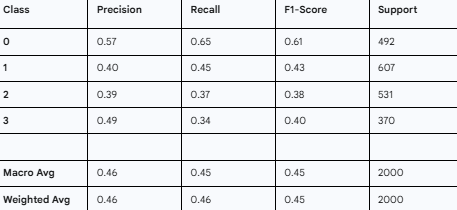 Class Precision Recall F1-Score Support
0 0.57 0.65 0.61 492
1 0.40 0.45 0.43 607
2 0.39 0.37 0.38 531
3 0.49 0.34 0.40 370
Macro Avg 0.46 0.45 0.45 2000
Weighted Avg 0.46 0.46 0.45 2000